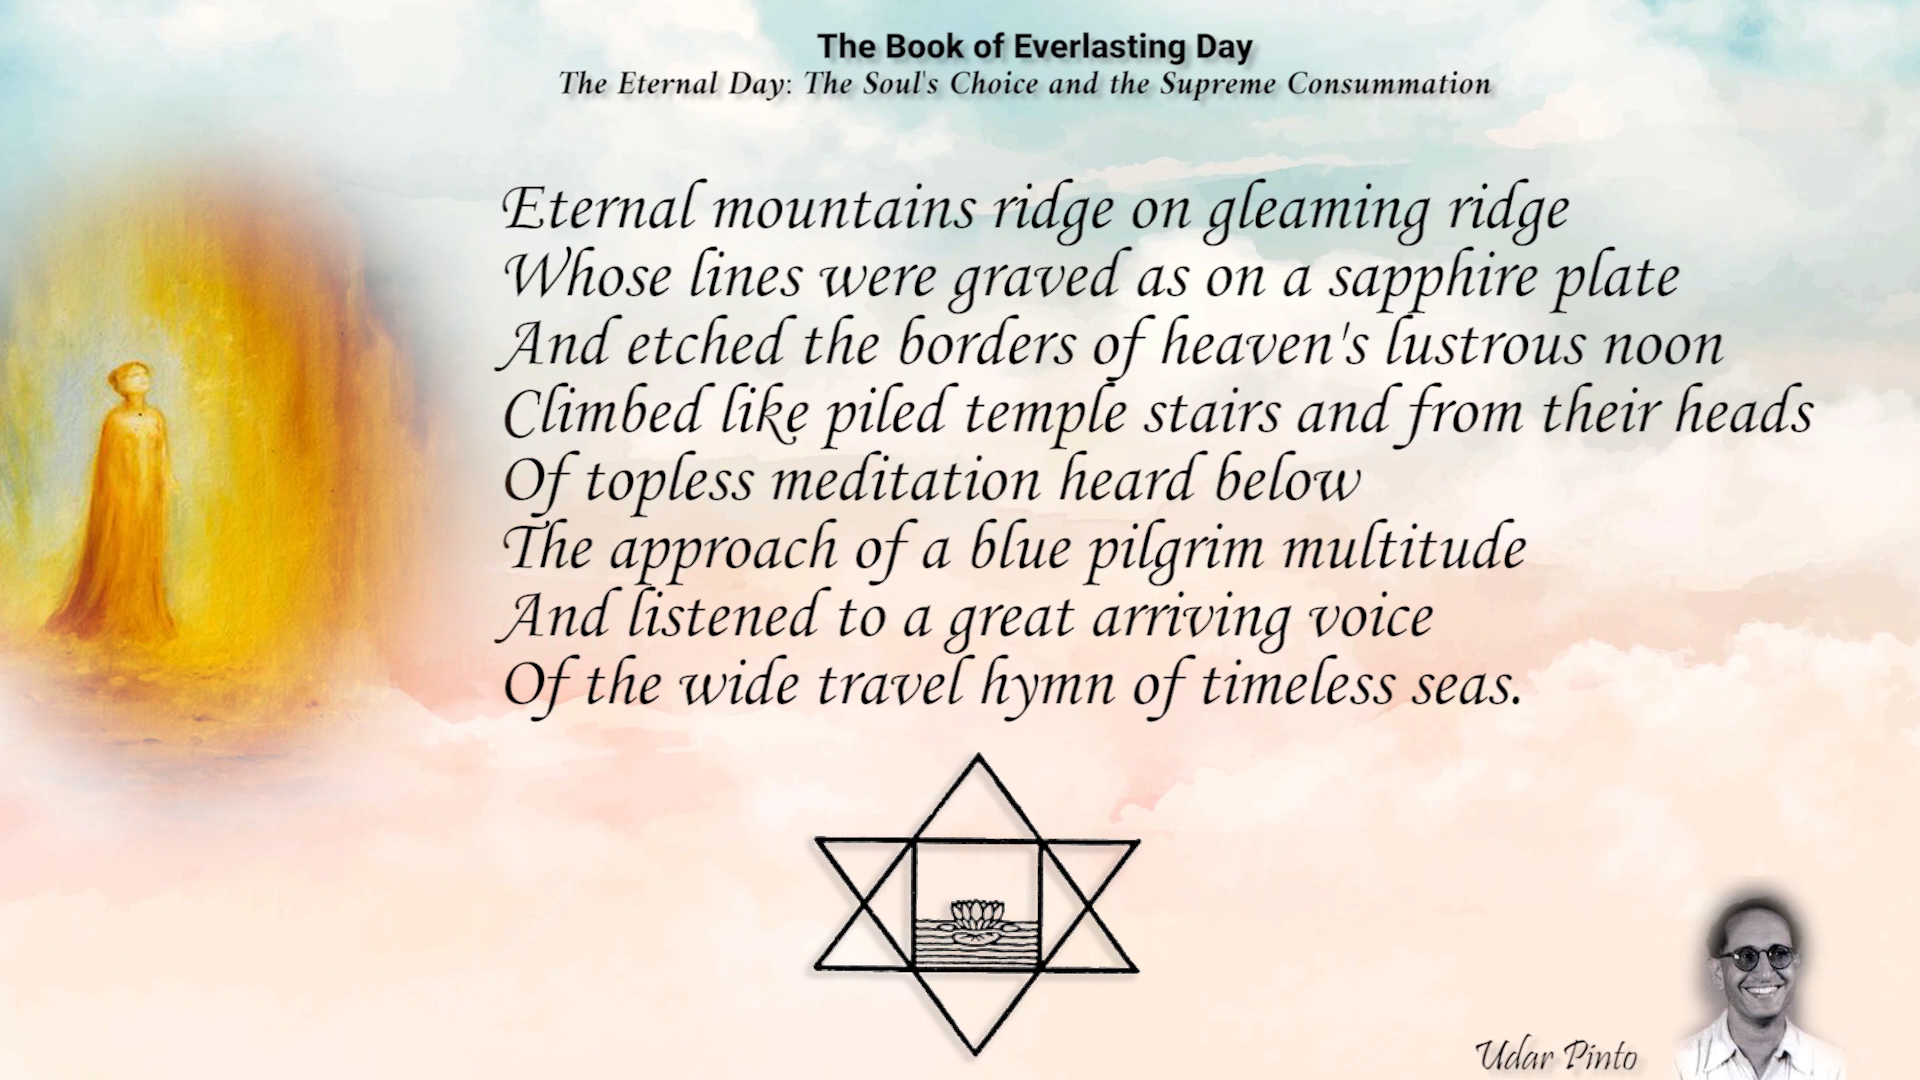 The Book of Everlasting Day
The Eternal Day: The Soul's Choice and the Supreme Consummation
Eternal mountains ridge on gleaming ridge
Whose lines were graved as on a sapphire plate
And etched the borders of heaven's lustrous noon
Climbed like piled temple stairs and from their heads
Of topless meditation heard below
The approach of a blue pilgrim multitude
And listened to a great arriving voice
Of the wide travel hymn of timeless seas.
Udar Pinto